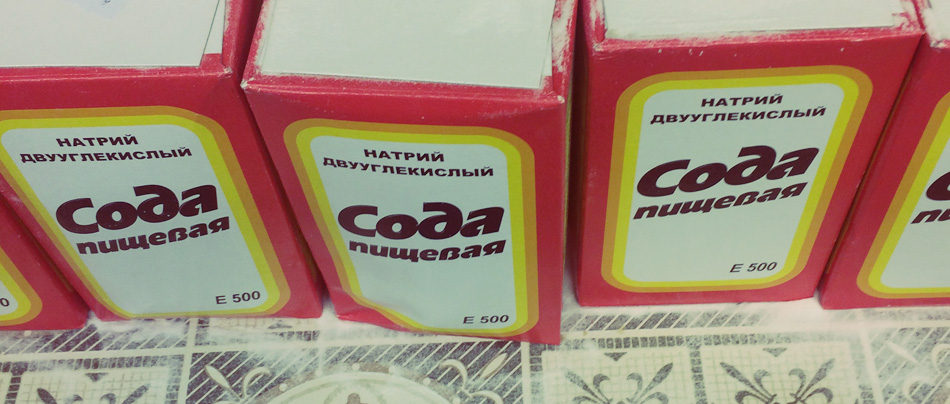 НАТРИЙ
ДВУУГЛЕКИСЛЫЙ
Сода
пищевая
Е 500
НАТРИЙ
ДВУУГЛЕКИСЛЫЙ
Сода
пищевая
Е 500
НАТРИЙ
ДВУУГЛЕКИСЛЫЙ
Сода
пищевая
Е 500